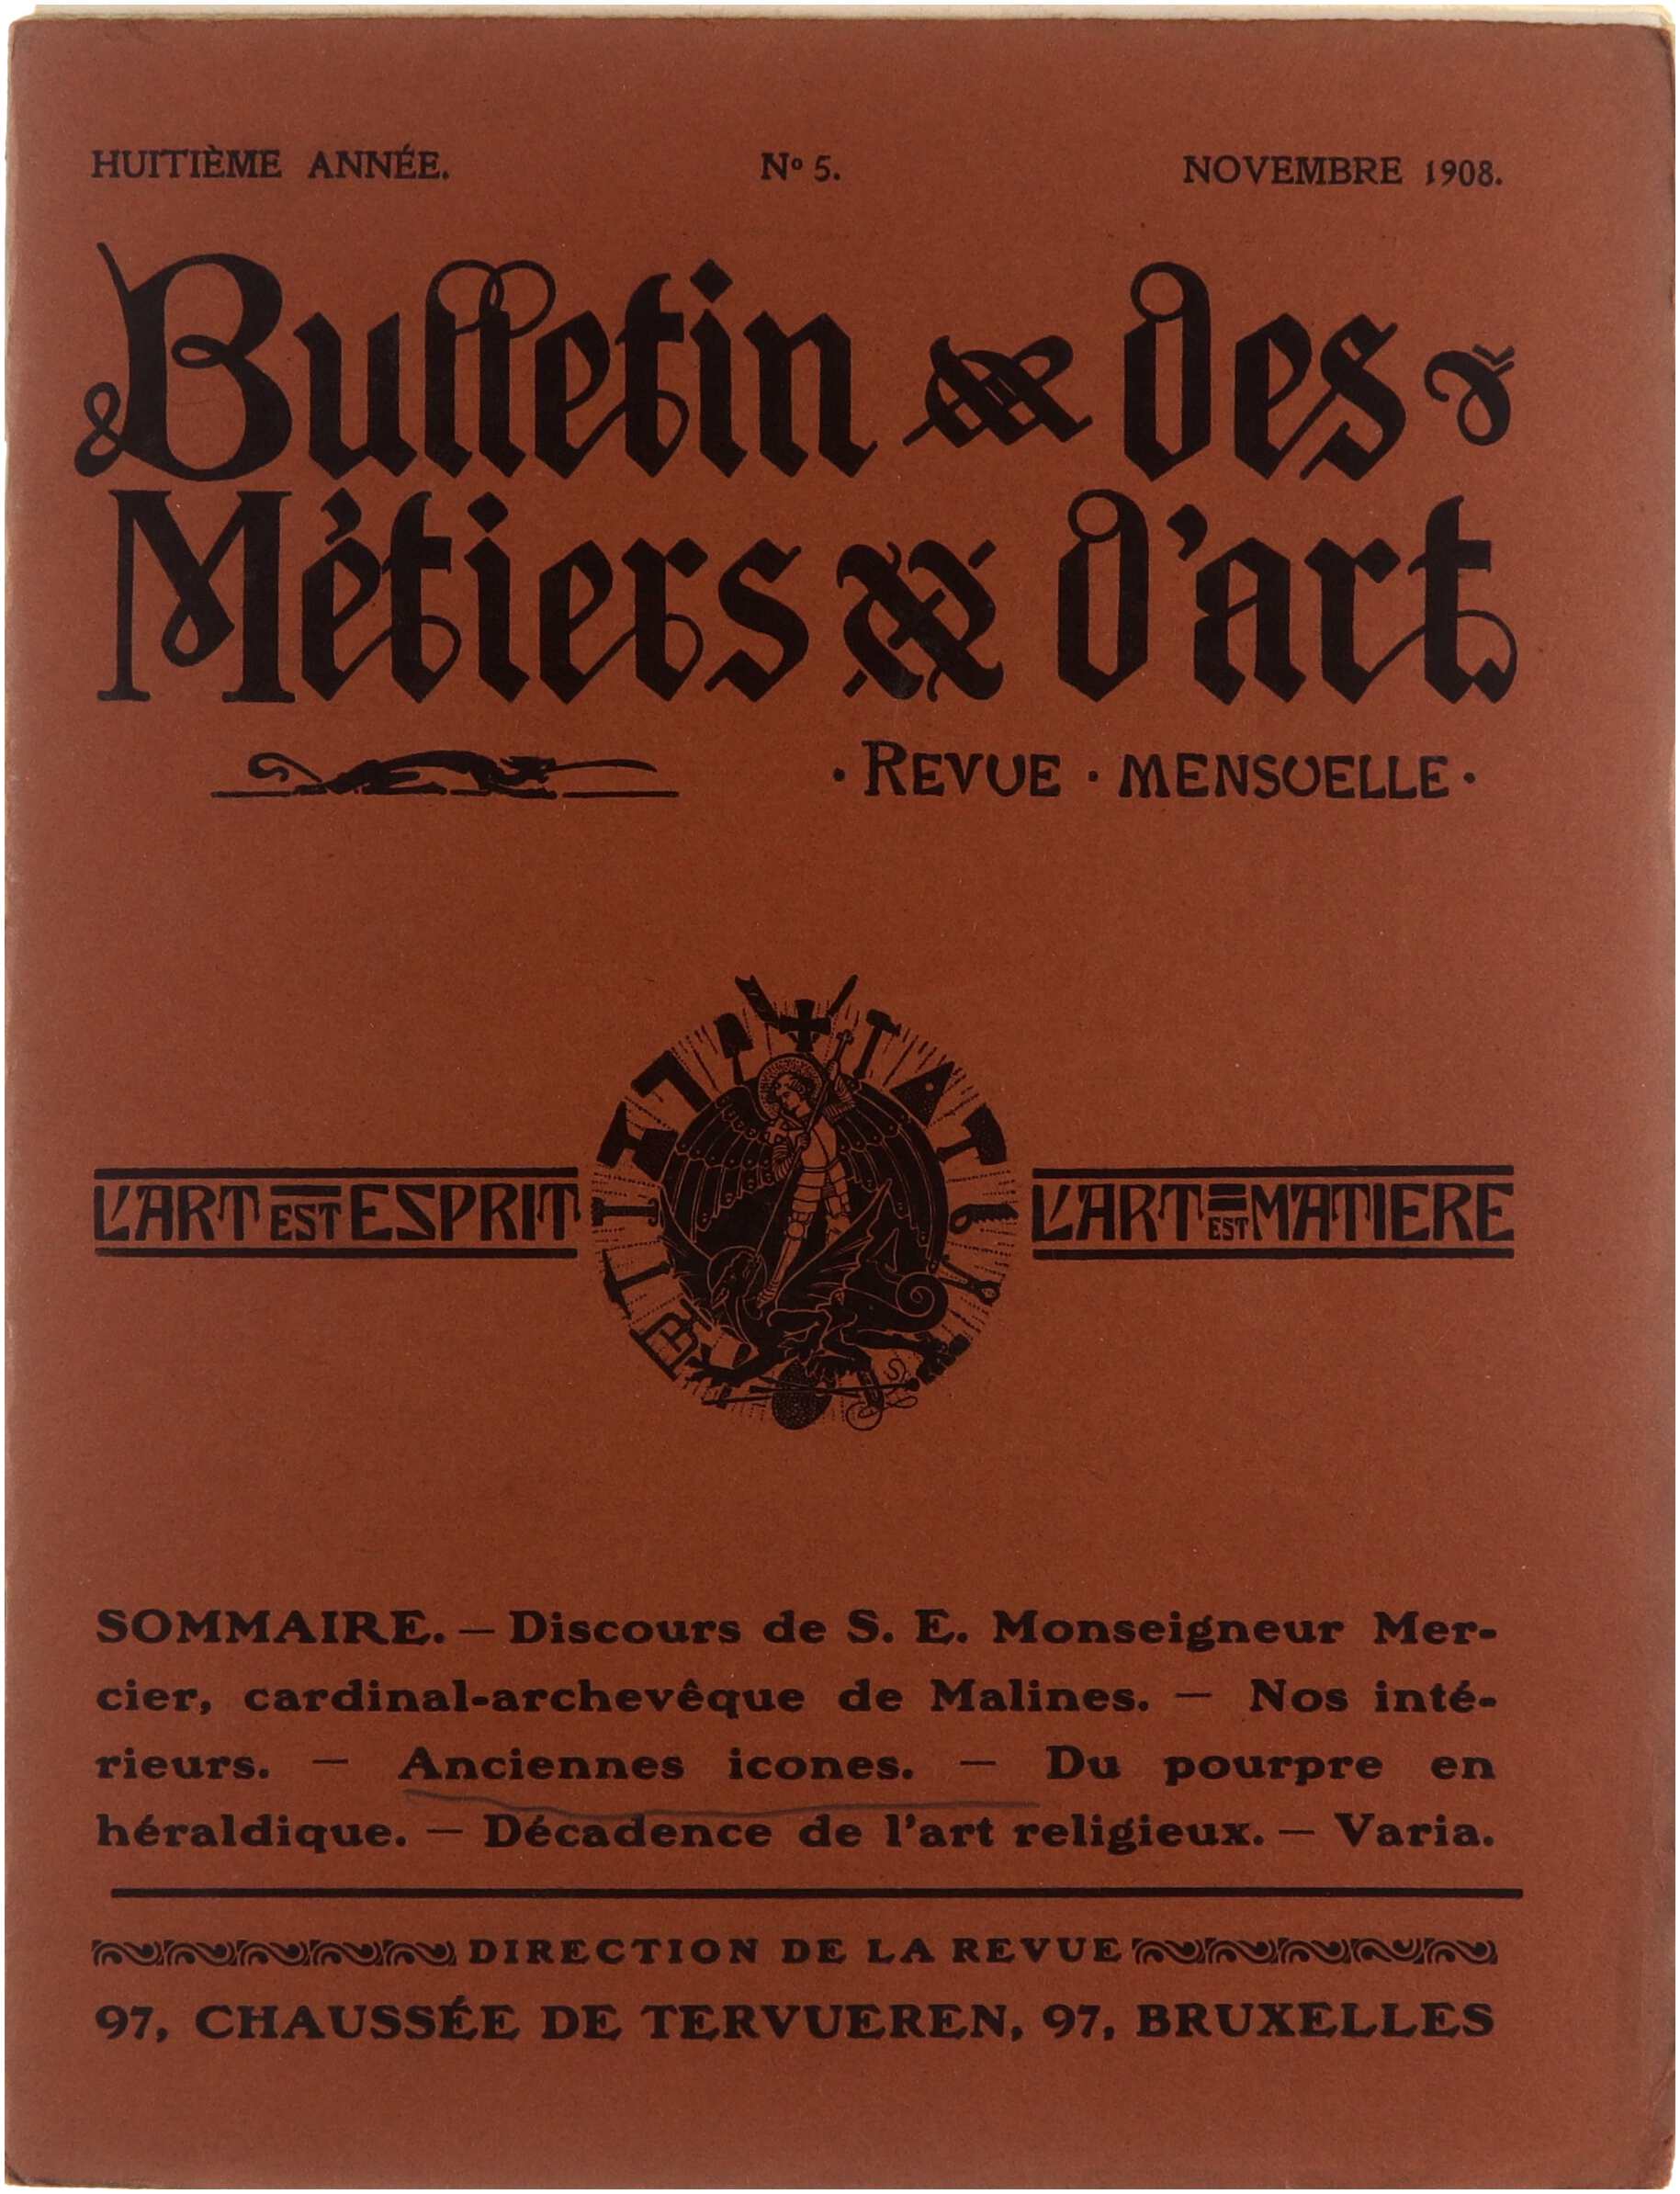 HUITIÈME ANNÉE. Nº 5. NOVEMBRE 1908.
Bulletin des
Métiers d'art
· REVUE · MENSUELLE ·
L'ART EST ESPRIT L'ART EST MATIERE
SOMMAIRE. — Discours de S. E. Monseigneur Mer-
cier, cardinal-archevêque de Malines. — Nos inté-
rieurs. — Anciennes icones. — Du pourpre en
héraldique. — Décadence de l'art religieux. — Varia.
DIRECTION DE LA REVUE
97, CHAUSSÉE DE TERVUEREN, 97, BRUXELLES